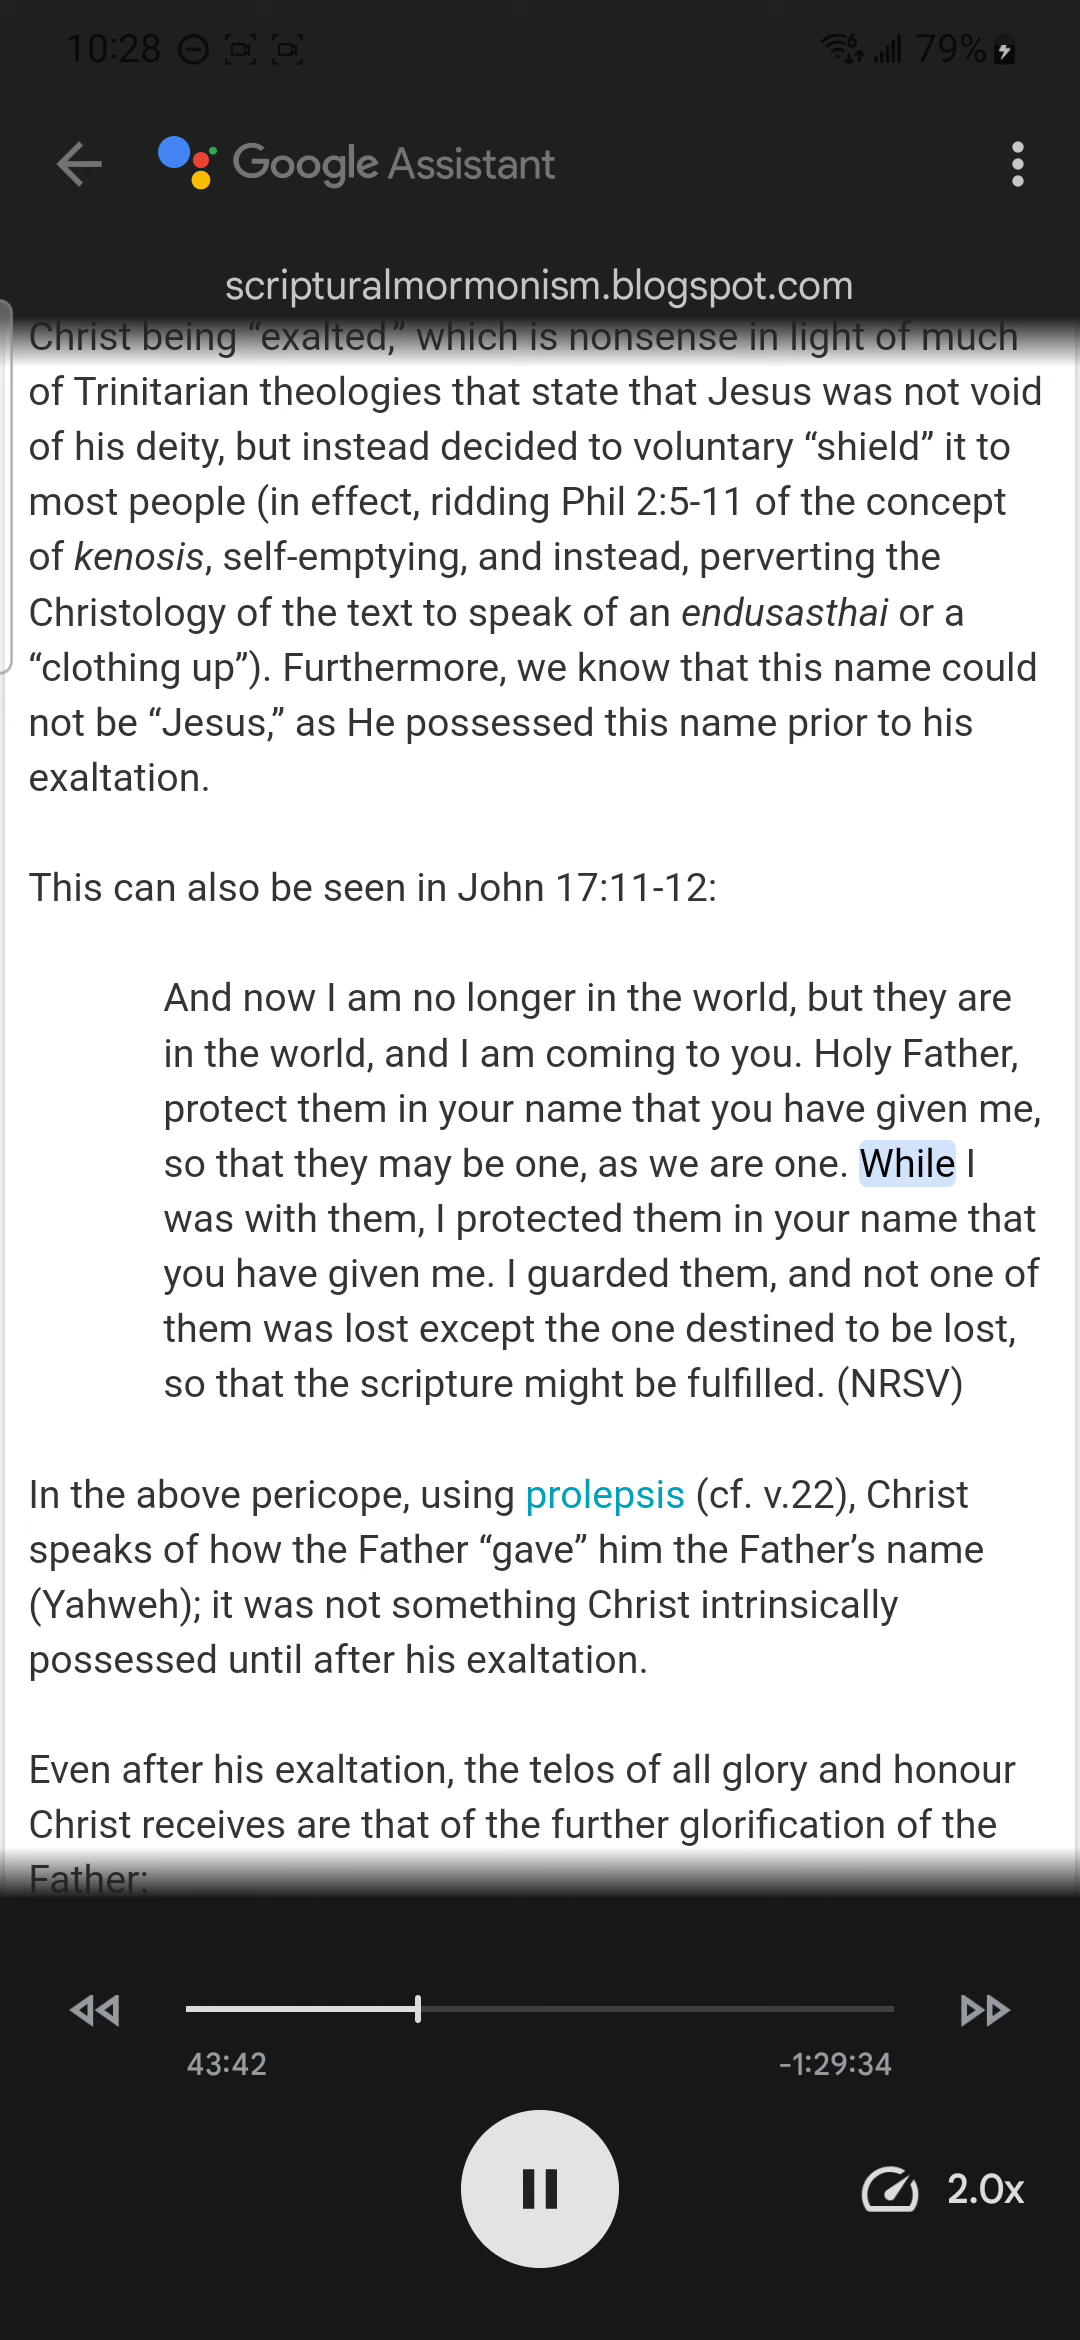 10:28
79%
Google Assistant
scripturalmormonism.blogspot.com
Christ being “exalted,” which is nonsense in light of much
of Trinitarian theologies that state that Jesus was not void
of his deity, but instead decided to voluntary “shield” it to
most people (in effect, ridding Phil 2:5-11 of the concept
of kenosis, self-emptying, and instead, perverting the
Christology of the text to speak of an endusasthai or a
“clothing up”). Furthermore, we know that this name could
not be “Jesus,” as He possessed this name prior to his
exaltation.
This can also be seen in John 17:11-12:
And now I am no longer in the world, but they are
in the world, and I am coming to you. Holy Father,
protect them in your name that you have given me,
so that they may be one, as we are one. While I
was with them, I protected them in your name that
you have given me. I guarded them, and not one of
them was lost except the one destined to be lost,
so that the scripture might be fulfilled. (NRSV)
In the above pericope, using prolepsis (cf. v.22), Christ
speaks of how the Father “gave” him the Father’s name
(Yahweh); it was not something Christ intrinsically
possessed until after his exaltation.
Even after his exaltation, the telos of all glory and honour
Christ receives are that of the further glorification of the
Father:
43:42
-1:29:34
2.0x